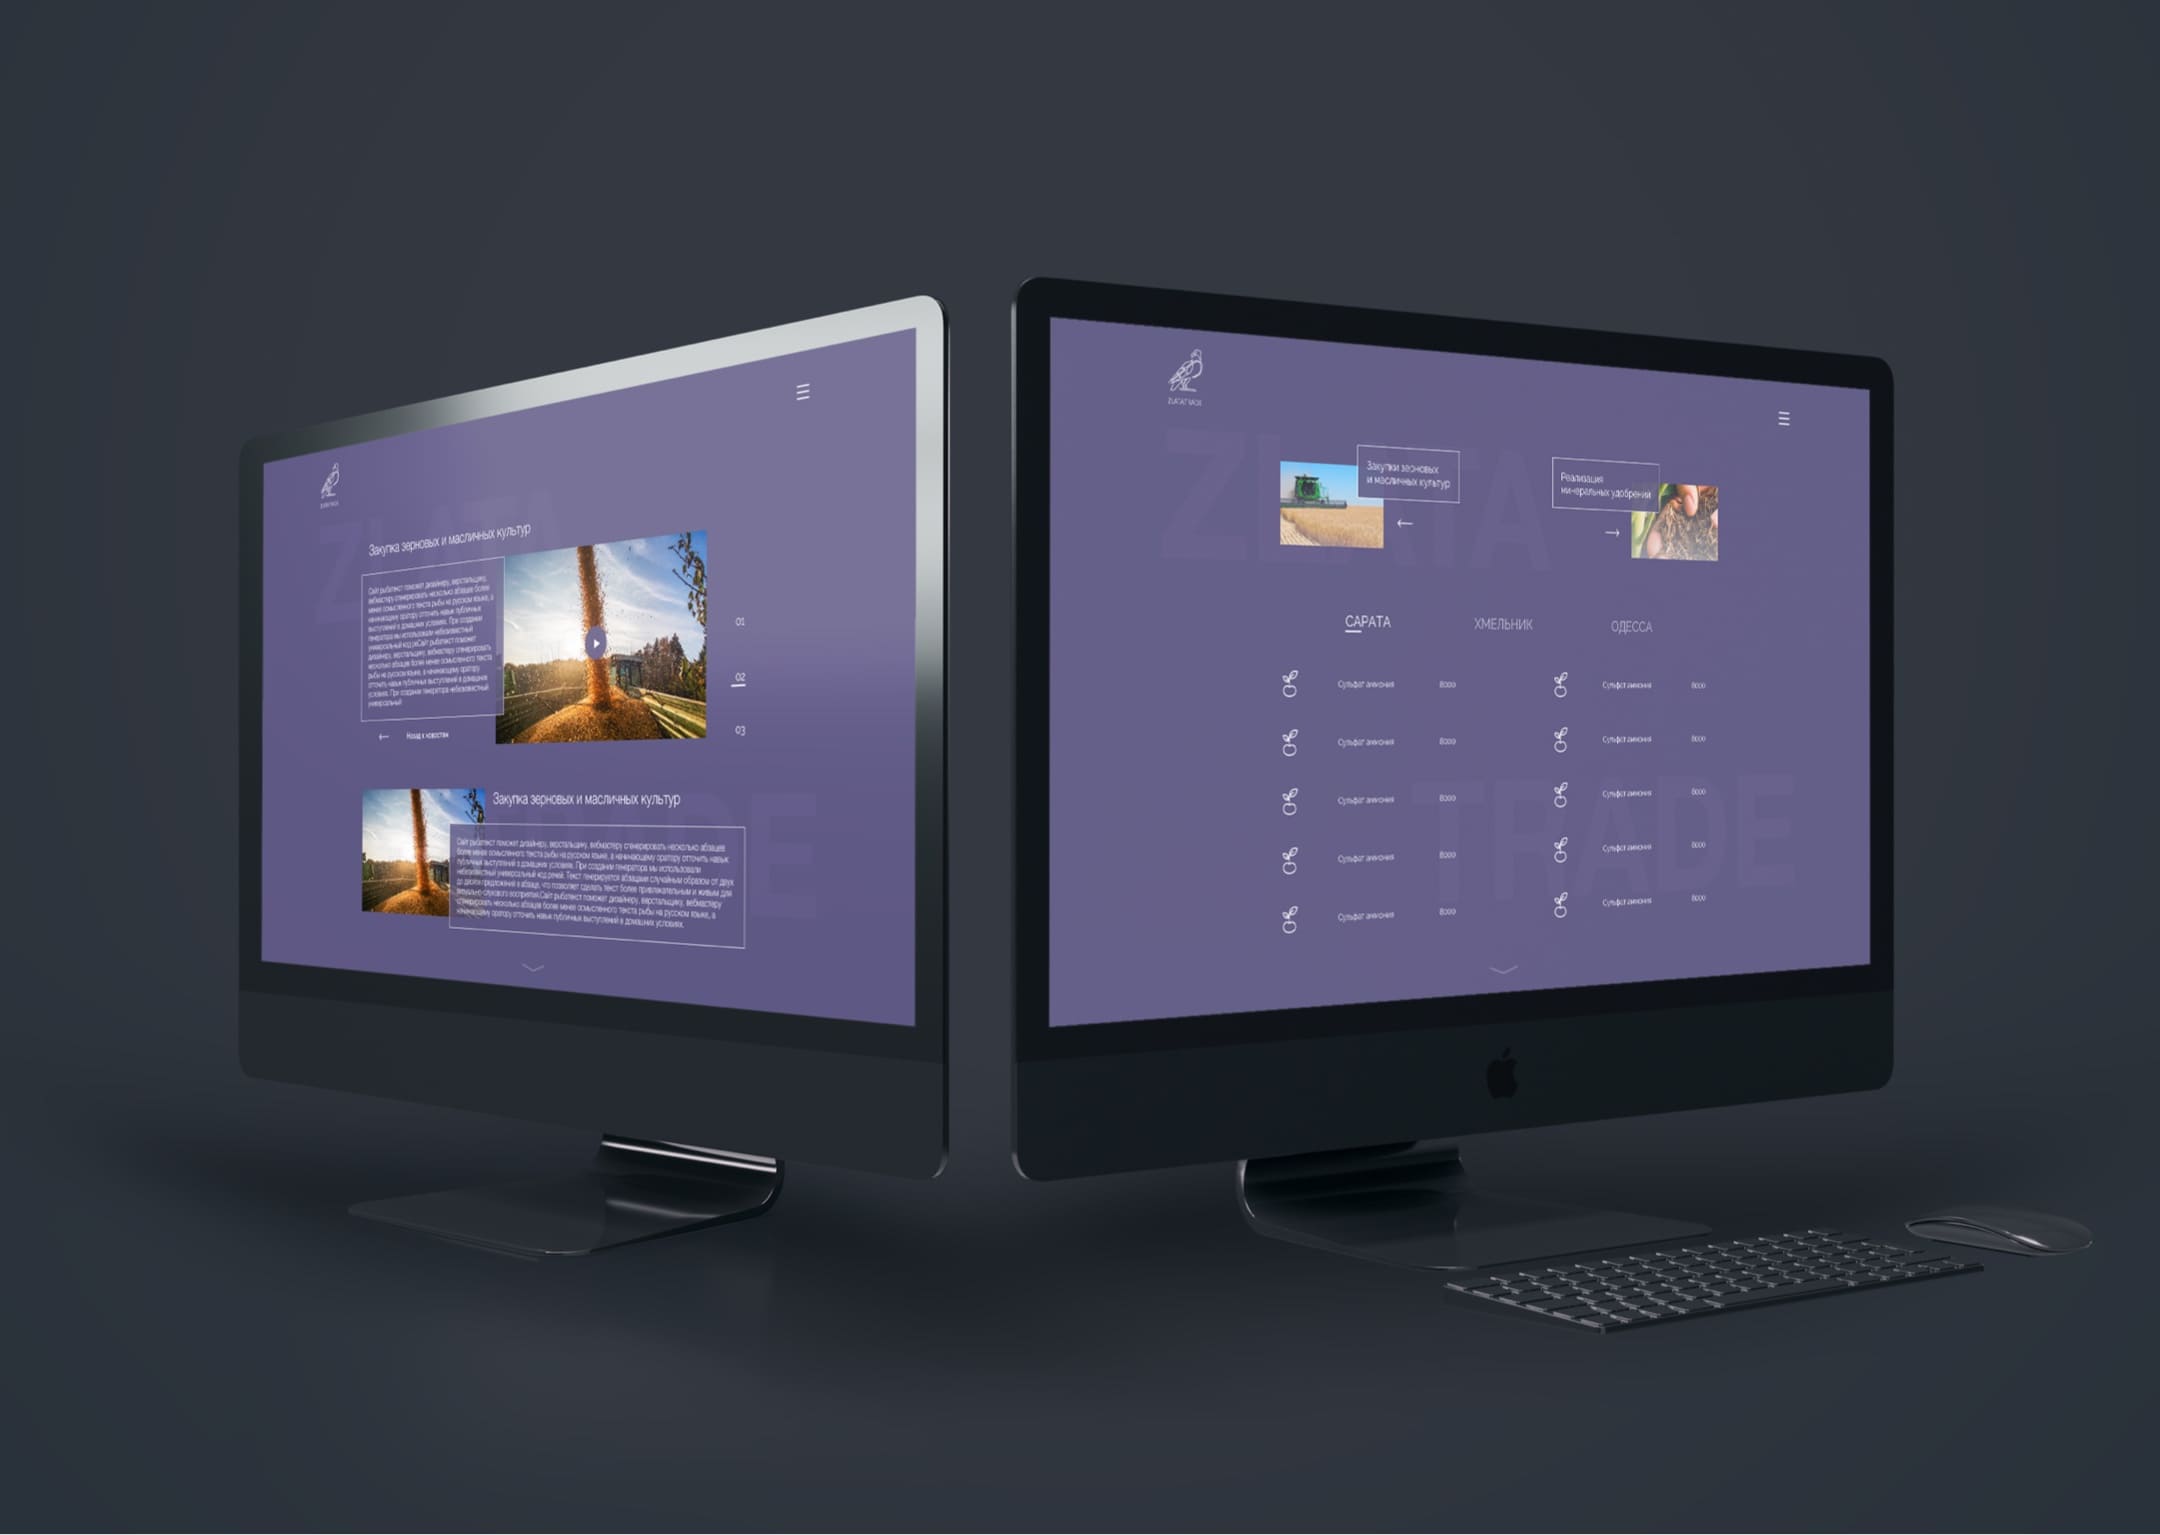 ZLATA
Закупка зерновых и масличных культур
Сайт рыботекст поможет дизайнеру, верстальщику,
вебмастеру сгенерировать несколько абзацев более
менее осмысленного текста рыбы на русском языке, а
начинающему оратору отточить навык публичных
выступлений в домашних условиях. При создании
генератора мы использовали небезизвестный
универсальный код
Сайт рыботекст поможет
дизайнеру, верстальщику, вебмастеру сгенерировать
несколько абзацев более менее осмысленного текста
рыбы на русском языке, а начинающему оратору
отточить навык публичных выступлений в домашних
условиях. При создании генератора небезизвестный
универсальный
Назад к новостям
01
02
03
TRADE
Закупка зерновых и масличных культур
Сайт рыботекст поможет дизайнеру, верстальщику, вебмастеру сгенерировать несколько абзацев
более менее осмысленного текста рыбы на русском языке, а начинающему оратору отточить навык
публичных выступлений в домашних условиях. При создании генератора мы использовали
небезизвестный универсальный код речей. Текст генерируется абзацами случайным образом от двух
до десяти предложений в абзаце, что позволяет сделать текст более привлекательным и живым для
визуально-слухового восприятия.Сайт рыботекст поможет дизайнеру, верстальщику, вебмастеру
сгенерировать несколько абзацев более менее осмысленного текста рыбы на русском языке, а
начинающему оратору отточить навык публичных выступлений в домашних условиях.
ZLATATRADE
ZLATA
Закупки зерновых
и масличных культур
Реализация
минеральных удобрений
САРАТА ХМЕЛЬНИК ОДЕССА
Сульфат аммония 8000 Сульфат аммония 8000
Сульфат аммония 8000 Сульфат аммония 8000
Сульфат аммония 8000 Сульфат аммония 8000
Сульфат аммония 8000 Сульфат аммония 8000
Сульфат аммония 8000 Сульфат аммония 8000
TRADE